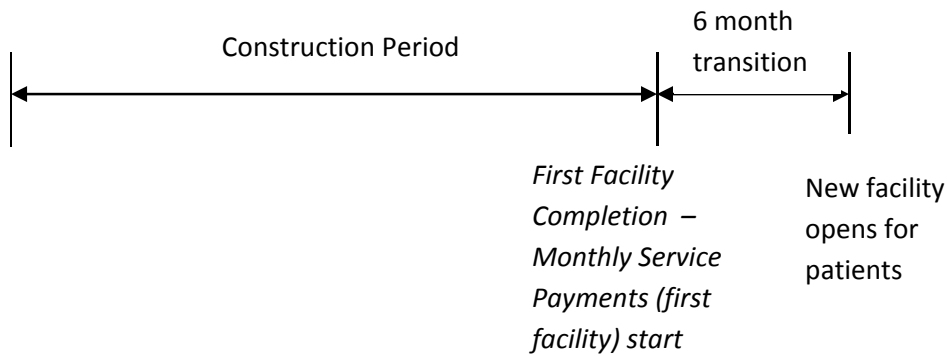 Construction Period
6 month
transition
First Facility
Completion –
Monthly Service
Payments (first
facility) start
New facility
opens for
patients